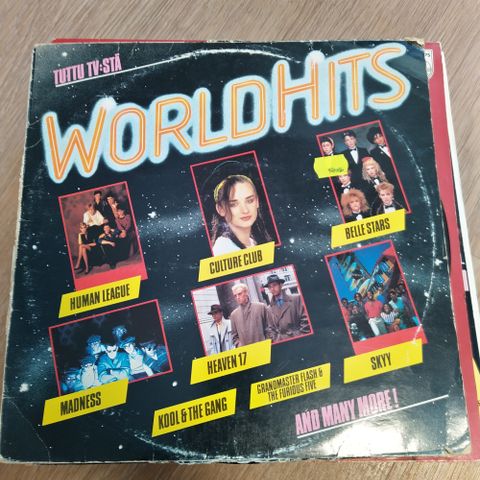 TUTTU TV:STÄ
WORLDHITS
HUMAN LEAGUE
CULTURE CLUB
BELLE STARS
MADNESS
HEAVEN 17
SKYY
KOOL & THE GANG
GRANDMASTER FLASH &
THE FURIOUS FIVE
AND MANY MORE!